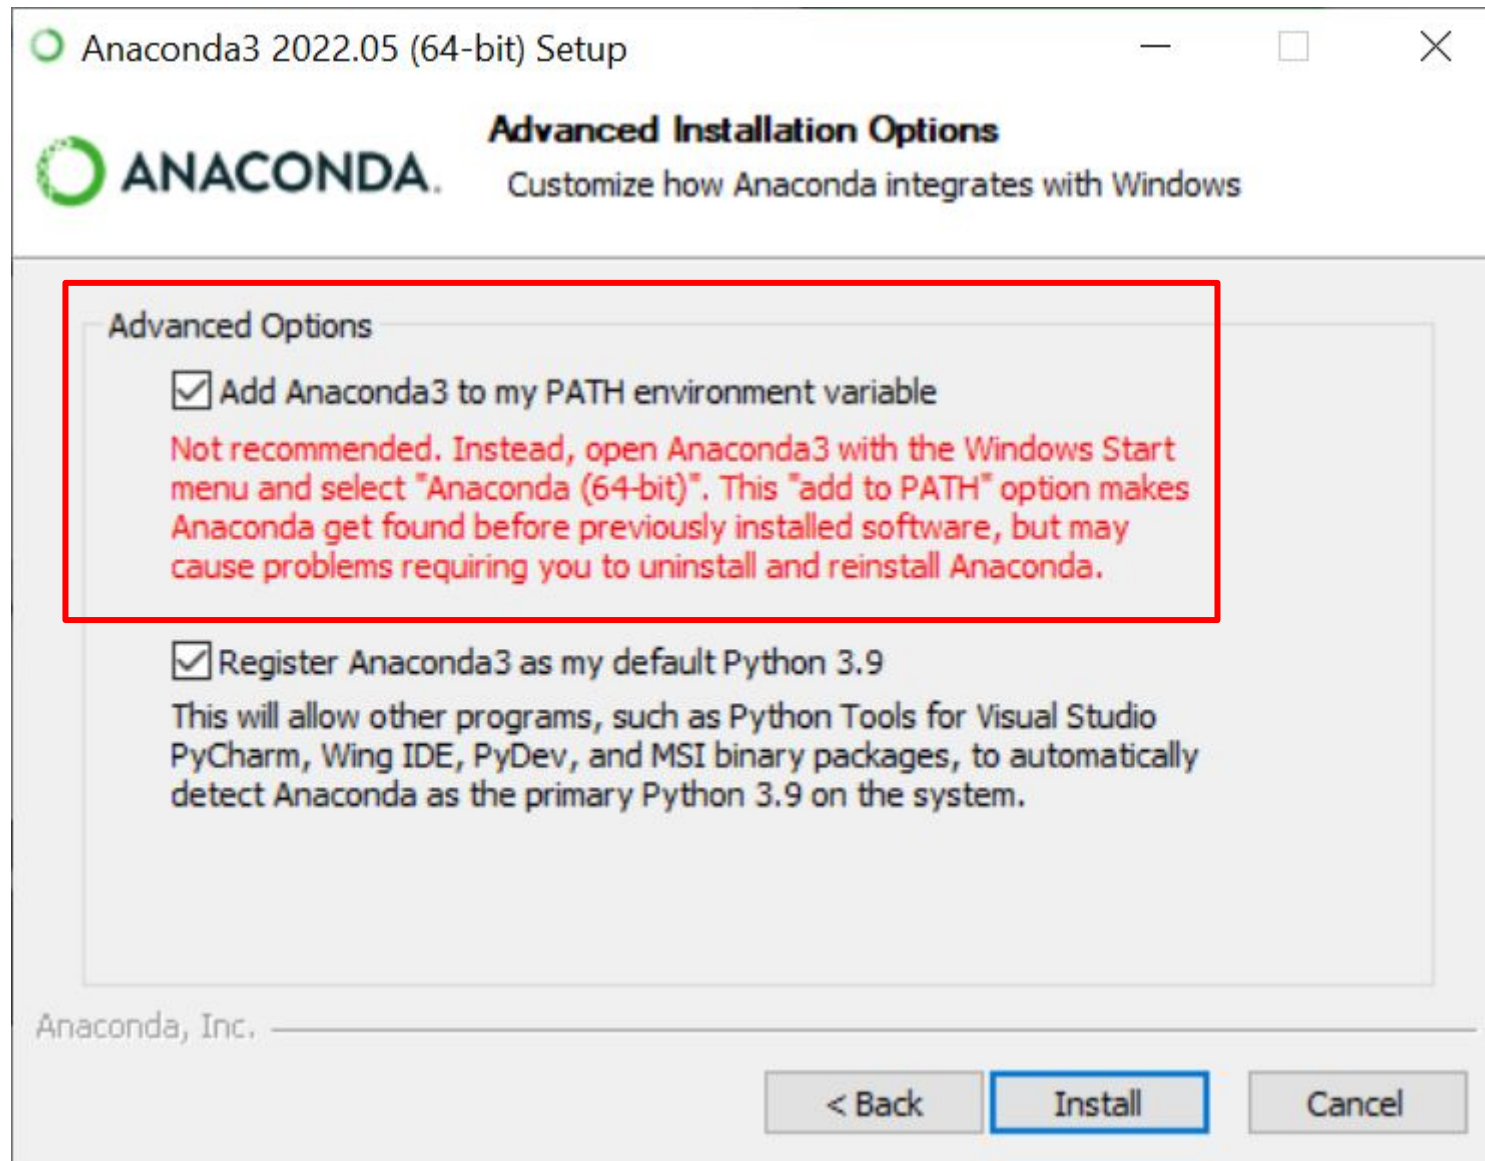 Anaconda3 2022.05 (64-bit) Setup
ANACONDA.
Advanced Installation Options
Customize how Anaconda integrates with Windows
Advanced Options
Add Anaconda3 to my PATH environment variable
Not recommended. Instead, open Anaconda3 with the Windows Start
menu and select "Anaconda (64-bit)". This "add to PATH" option makes
Anaconda get found before previously installed software, but may
cause problems requiring you to uninstall and reinstall Anaconda.
Register Anaconda3 as my default Python 3.9
This will allow other programs, such as Python Tools for Visual Studio
PyCharm, Wing IDE, PyDev, and MSI binary packages, to automatically
detect Anaconda as the primary Python 3.9 on the system.
Anaconda, Inc.
< Back
Install
Cancel